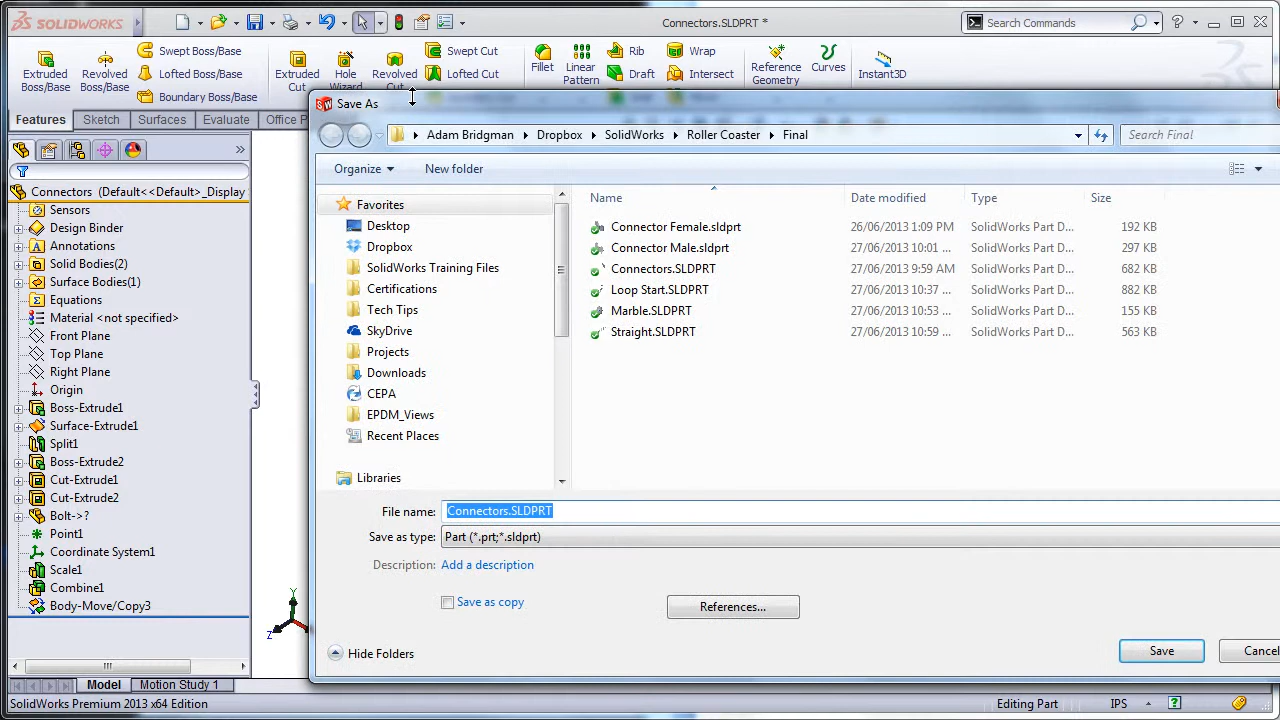 SOLIDWORKS
Connectors.SLDPRT *
Search Commands
Extruded Boss/Base
Revolved Boss/Base
Swept Boss/Base
Lofted Boss/Base
Boundary Boss/Base
Extruded Cut
Hole Wizard
Revolved Cut
Swept Cut
Lofted Cut
Fillet
Linear Pattern
Rib
Draft
Wrap
Intersect
Reference Geometry
Curves
Instant3D
Features
Sketch
Surfaces
Evaluate
Office P
Save As
Adam Bridgman
Dropbox
SolidWorks
Roller Coaster
Final
Search Final
Organize
New folder
Connectors (Default<<Default>_Display
Sensors
Design Binder
Annotations
Solid Bodies(2)
Surface Bodies(1)
Equations
Material <not specified>
Front Plane
Top Plane
Right Plane
Origin
Boss-Extrude1
Surface-Extrude1
Split1
Boss-Extrude2
Cut-Extrude1
Cut-Extrude2
Bolt->?
Point1
Coordinate System1
Scale1
Combine1
Body-Move/Copy3
Favorites
Desktop
Dropbox
SolidWorks Training Files
Certifications
Tech Tips
SkyDrive
Projects
Downloads
CEPA
EPDM_Views
Recent Places
Libraries
Name Date modified Type Size
Connector Female.sldprt 26/06/2013 1:09 PM SolidWorks Part D... 192 KB
Connector Male.sldprt 27/06/2013 10:01 ... SolidWorks Part D... 297 KB
Connectors.SLDPRT 27/06/2013 9:59 AM SolidWorks Part D... 682 KB
Loop Start.SLDPRT 27/06/2013 10:37 ... SolidWorks Part D... 882 KB
Marble.SLDPRT 27/06/2013 10:53 ... SolidWorks Part D... 155 KB
Straight.SLDPRT 27/06/2013 10:59 ... SolidWorks Part D... 563 KB
File name: Connectors.SLDPRT
Save as type: Part (*.prt;*.sldprt)
Description: Add a description
Save as copy
References...
Hide Folders
Save
Cancel
Y
Z
Model
Motion Study 1
SolidWorks Premium 2013 x64 Edition
Editing Part
IPS